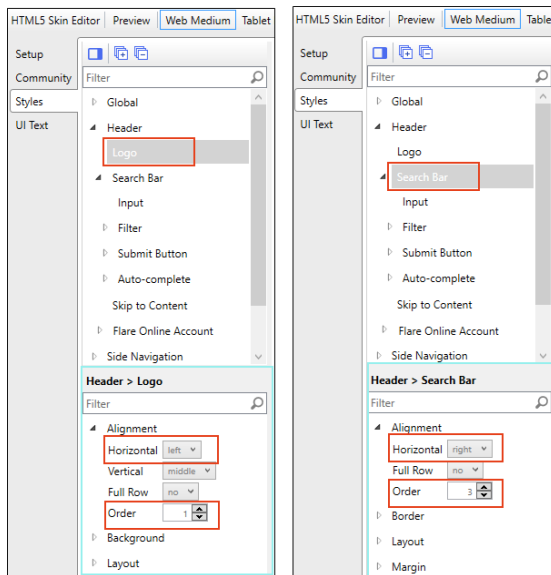 HTML5 Skin Editor Preview Web Medium Tablet
Setup
Community
Styles
UI Text
Filter
Global
Header
Logo
Search Bar
Input
Filter
Submit Button
Auto-complete
Skip to Content
Flare Online Account
Side Navigation
Header > Logo
Filter
Alignment
Horizontal left
Vertical middle
Full Row no
Order 1
Background
Layout
HTML5 Skin Editor Preview Web Medium Table
Setup
Community
Styles
UI Text
Filter
Global
Header
Logo
Search Bar
Input
Filter
Submit Button
Auto-complete
Skip to Content
Flare Online Account
Side Navigation
Header > Search Bar
Filter
Alignment
Horizontal right
Full Row no
Order 3
Border
Layout
Margin